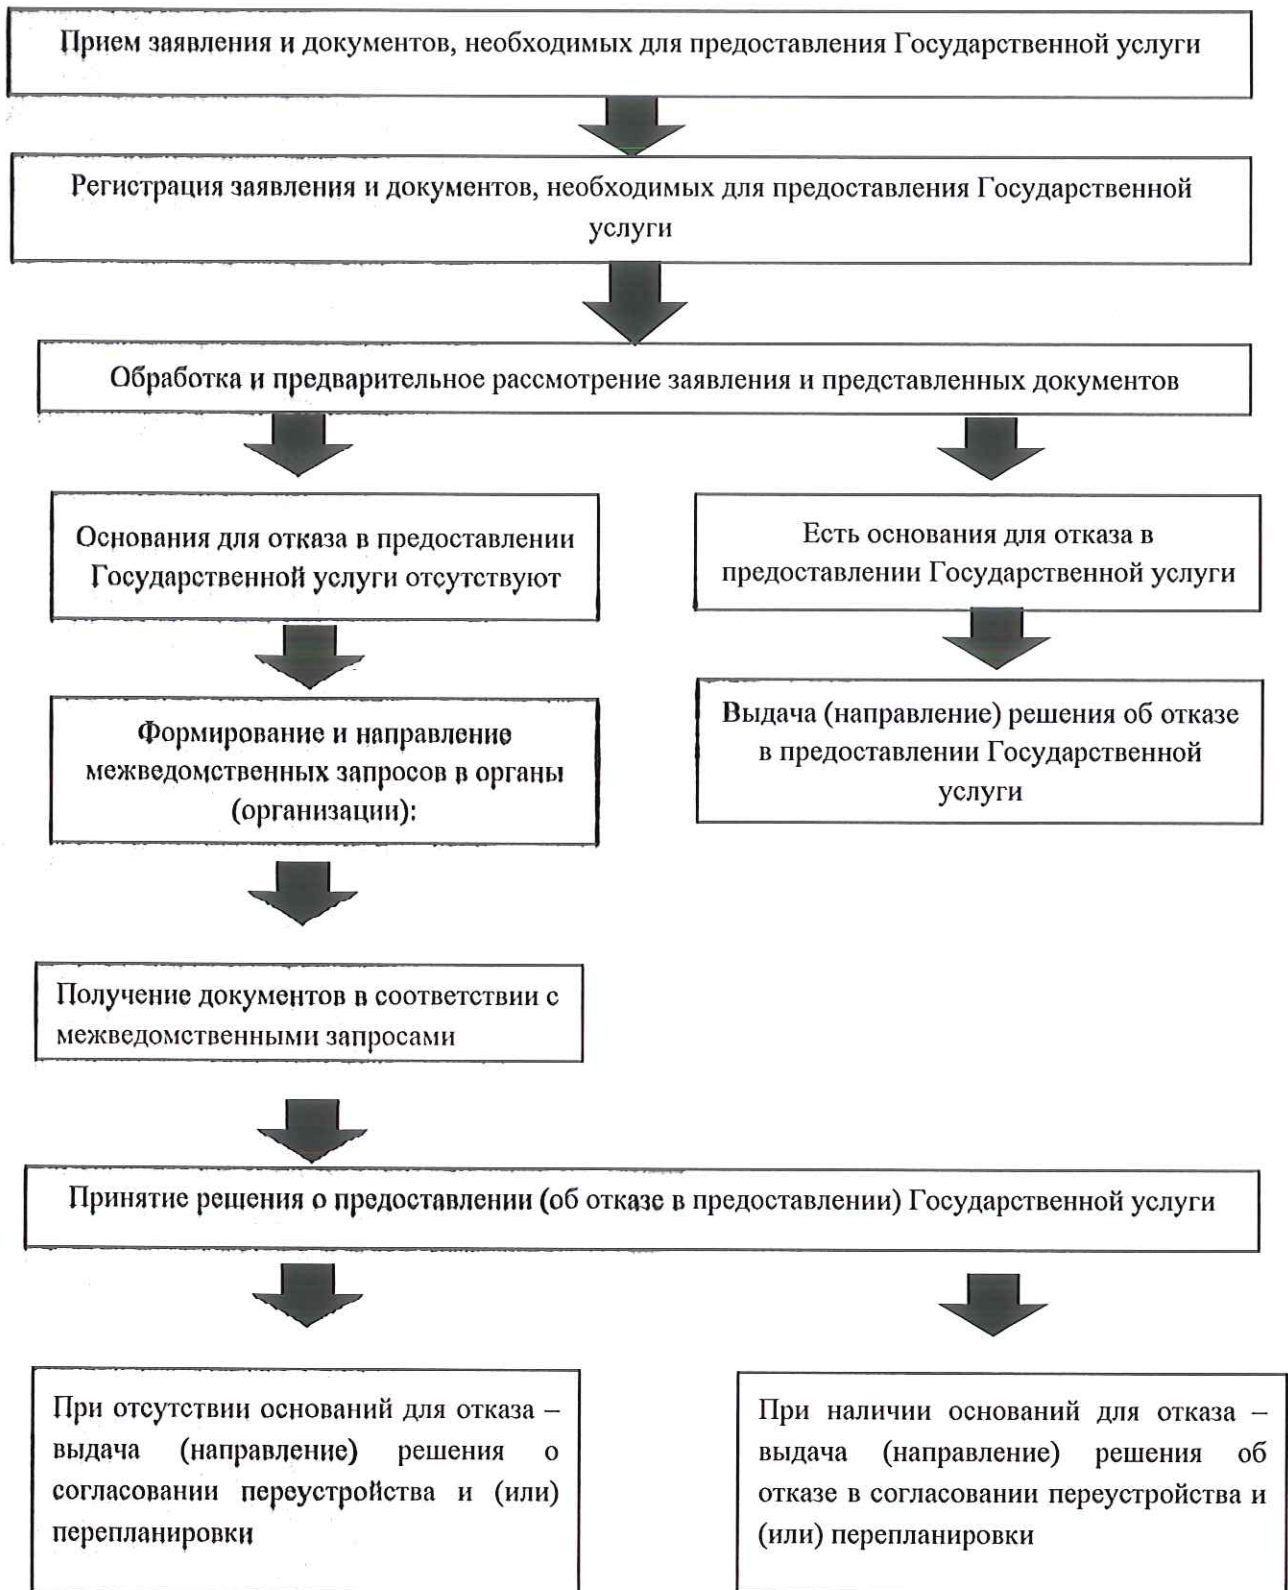 Прием заявления и документов, необходимых для предоставления Государственной услуги
Регистрация заявления и документов, необходимых для предоставления Государственной
услуги
Обработка и предварительное рассмотрение заявления и представленных документов
Основания для отказа в предоставлении
Государственной услуги отсутствуют
Есть основания для отказа в
предоставлении Государственной услуги
Формирование и направление
межведомственных запросов в органы
(организации):
Выдача (направление) решения об отказе
в предоставлении Государственной
услуги
Получение документов в соответствии с
межведомственными запросами
Принятие решения о предоставлении (об отказе в предоставлении) Государственной услуги
При отсутствии оснований для отказа –
выдача (направление) решения о
согласовании переустройства и (или)
перепланировки
При наличии оснований для отказа –
выдача (направление) решения об
отказе в согласовании переустройства и
(или) перепланировки